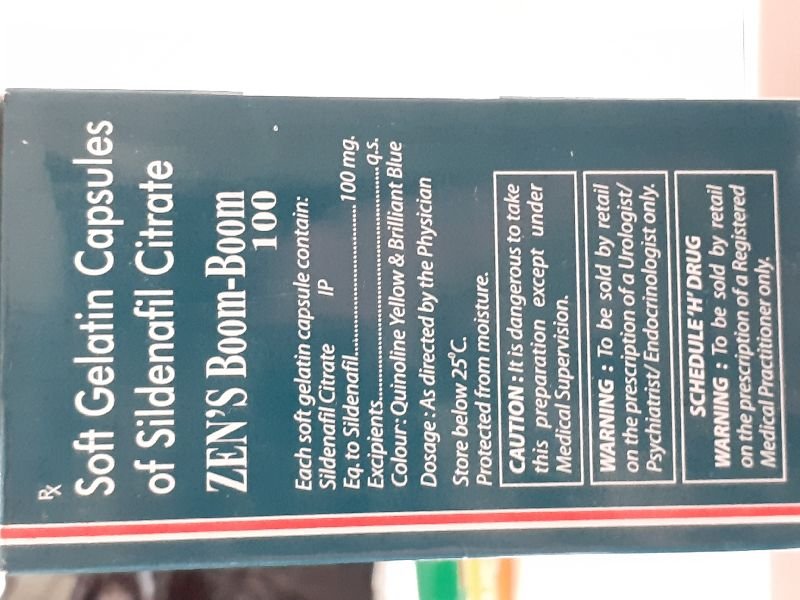 Rx
Soft Gelatin Capsules
of Sildenafil Citrate
ZEN'S Boom-Boom
100
Each soft gelatin capsule contain:
Sildenafil Citrate IP
Eq. to Sildenafil............................ 100 mg.
Excipients........................................q.s.
Colour: Quinoline Yellow & Brilliant Blue
Dosage: As directed by the Physician
Store below 25°C.
Protected from moisture.
CAUTION : It is dangerous to take
this preparation except under
Medical Supervision.
WARNING : To be sold by retail
on the prescription of a Urologist/
Psychiatrist/ Endocrinologist only.
SCHEDULE 'H' DRUG
WARNING : To be sold by retail
on the prescription of a Registered
Medical Practitioner only.